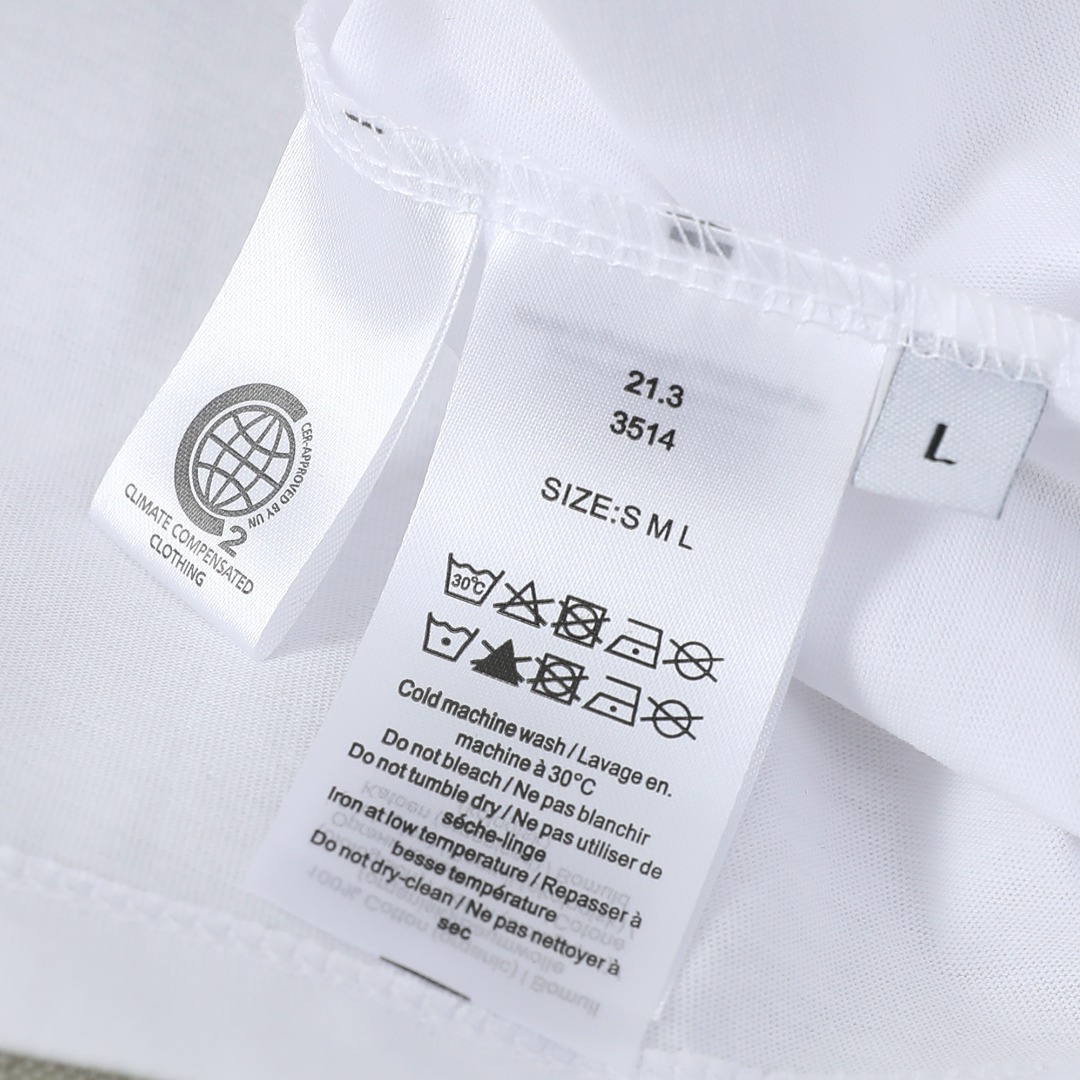 CER-APPROVED BY UN
2
CLIMATE COMPENSATED
CLOTHING
21.3
3514
SIZE:S M L
30℃
Cold machine wash / Lavage en.
machine à 30°C
Do not bleach / Ne pas blanchir
Do not tumble dry / Ne pas utiliser de
séche-linge
Iron at low temperature / Repasser à
besse température
Do not dry-clean / Ne pas nettoyer à
sec
L